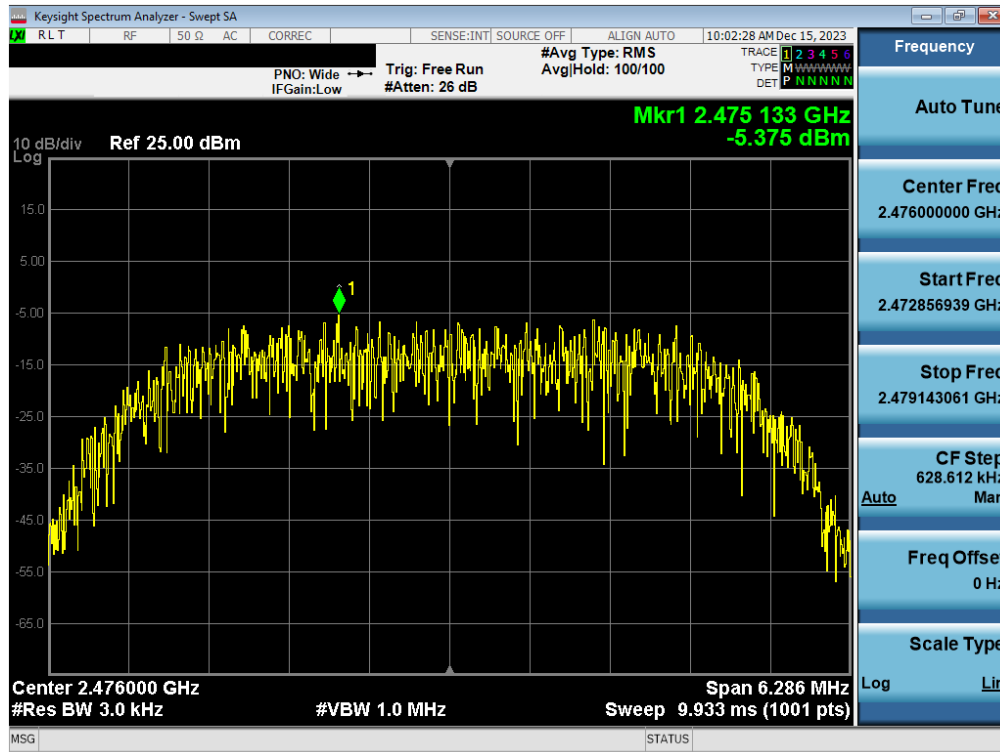 Keysight Spectrum Analyzer - Swept SA
LXI R L T RF 50 Ω AC CORREC SENSE:INT SOURCE OFF ALIGN AUTO 10:02:28 AM Dec 15, 2023
PNO: Wide
IFGain:Low
Trig: Free Run
#Atten: 26 dB
#Avg Type: RMS
Avg|Hold: 100/100
TRACE 1 2 3 4 5 6
TYPE M W W W W W
DET P N N N N N
Mkr1 2.475 133 GHz
-5.375 dBm
10 dB/div Ref 25.00 dBm
Log
1
15.0
5.00
-5.00
-15.0
-25.0
-35.0
-45.0
-55.0
-65.0
Center 2.476000 GHz Span 6.286 MHz
#Res BW 3.0 kHz #VBW 1.0 MHz Sweep 9.933 ms (1001 pts)
MSG STATUS
Frequency
Auto Tune
Center Freq
2.476000000 GHz
Start Freq
2.472856939 GHz
Stop Freq
2.479143061 GHz
CF Step
628.612 kHz
Auto Man
Freq Offset
0 Hz
Scale Type
Log Lin